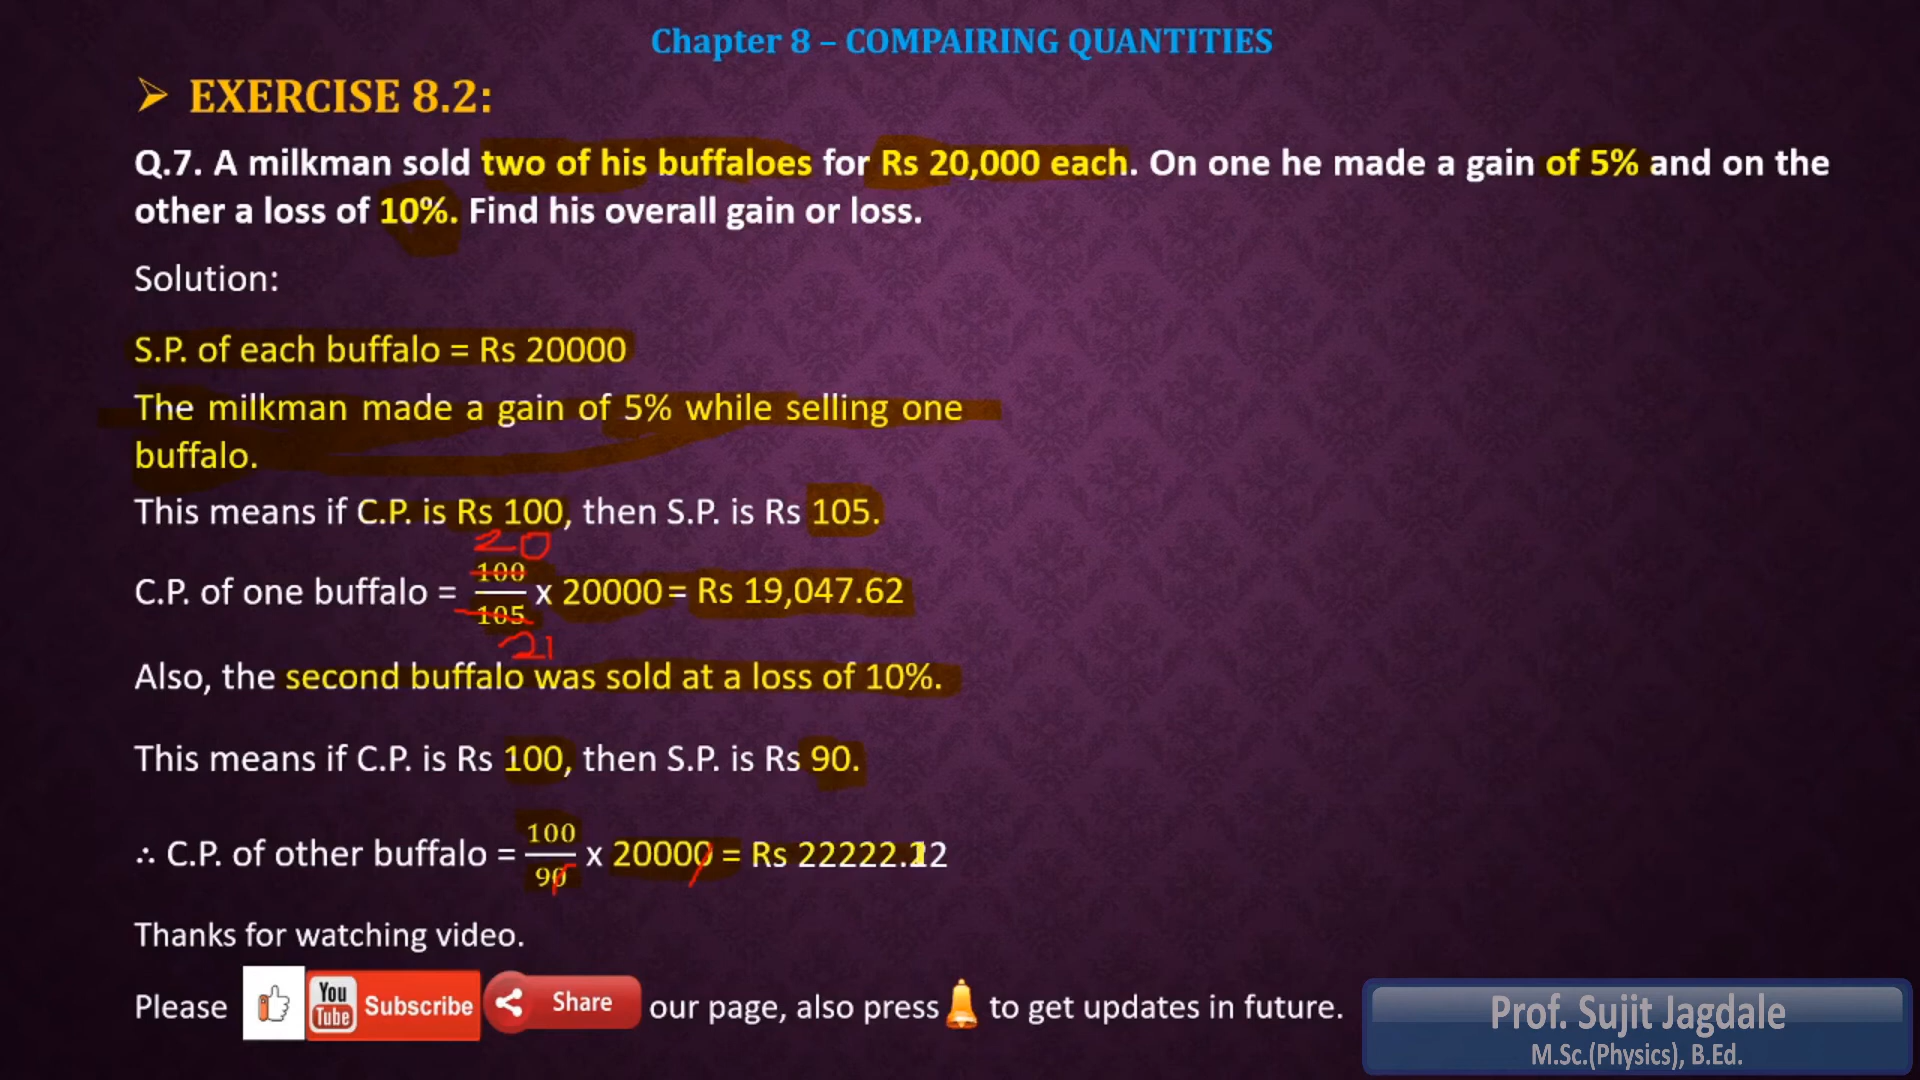 Chapter 8 – COMPAIRING QUANTITIES
➢ EXERCISE 8.2:
Q.7. A milkman sold two of his buffaloes for Rs 20,000 each. On one he made a gain of 5% and on the
other a loss of 10%. Find his overall gain or loss.
Solution:
S.P. of each buffalo = Rs 20000
The milkman made a gain of 5% while selling one
buffalo.
This means if C.P. is Rs 100, then S.P. is Rs 105.
20
C.P. of one buffalo = 100/105 x 20000 = Rs 19,047.62
21
Also, the second buffalo was sold at a loss of 10%.
This means if C.P. is Rs 100, then S.P. is Rs 90.
∴ C.P. of other buffalo = 100/90 x 20000 = Rs 22222.22
Thanks for watching video.
Please You Tube Subscribe Share our page, also press to get updates in future.
Prof. Sujit Jagdale
M.Sc.(Physics), B.Ed.